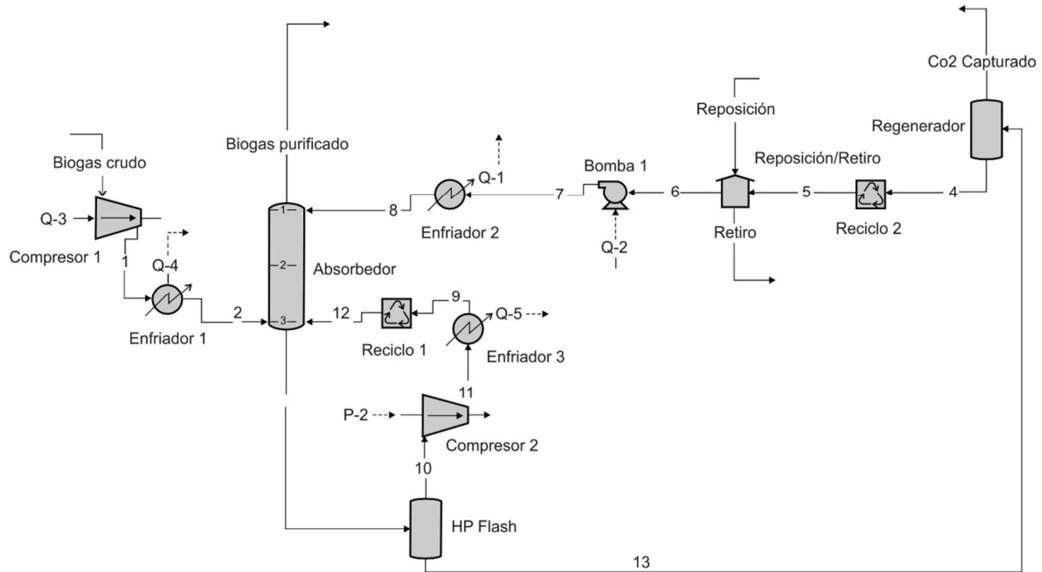 Co2 Capturado
Reposición
Regenerador
Biogas purificado
Biogas crudo
Q-1
Bomba 1
Reposición/Retiro
1
8
7
6
5
4
Q-3
Enfriador 2
Q-2
Retiro
Reciclo 2
Compresor 1
1
Q-4
2
Absorbedor
2
3
12
9
Q-5
Enfriador 1
Reciclo 1
Enfriador 3
11
P-2
Compresor 2
10
HP Flash
13